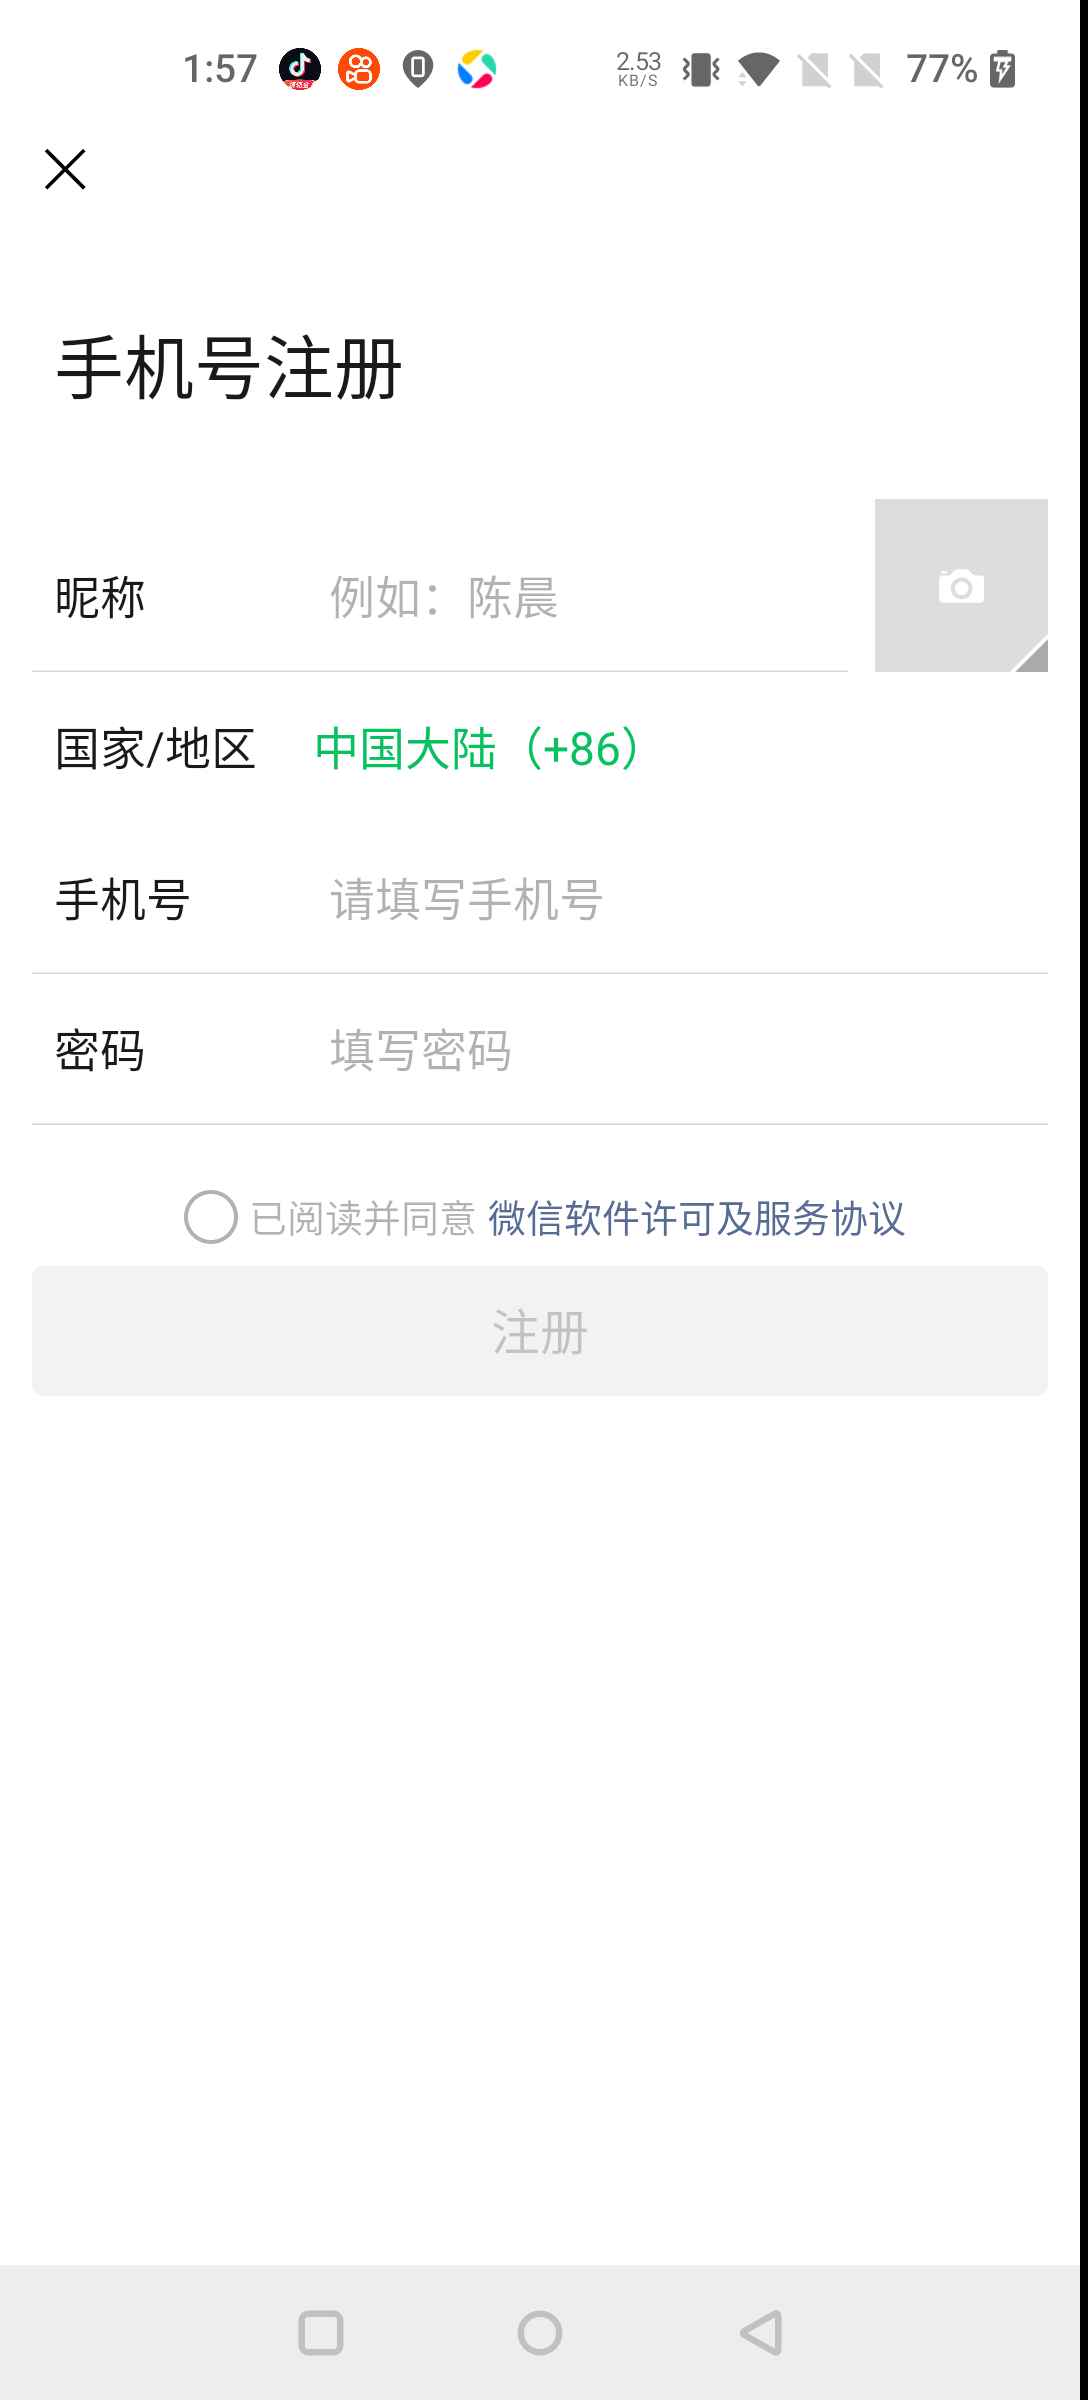 1:57 2.53 KB/S 77%
手机号注册
昵称 例如：陈晨
国家/地区 中国大陆（+86）
手机号 请填写手机号
密码 填写密码
已阅读并同意 微信软件许可及服务协议
注册